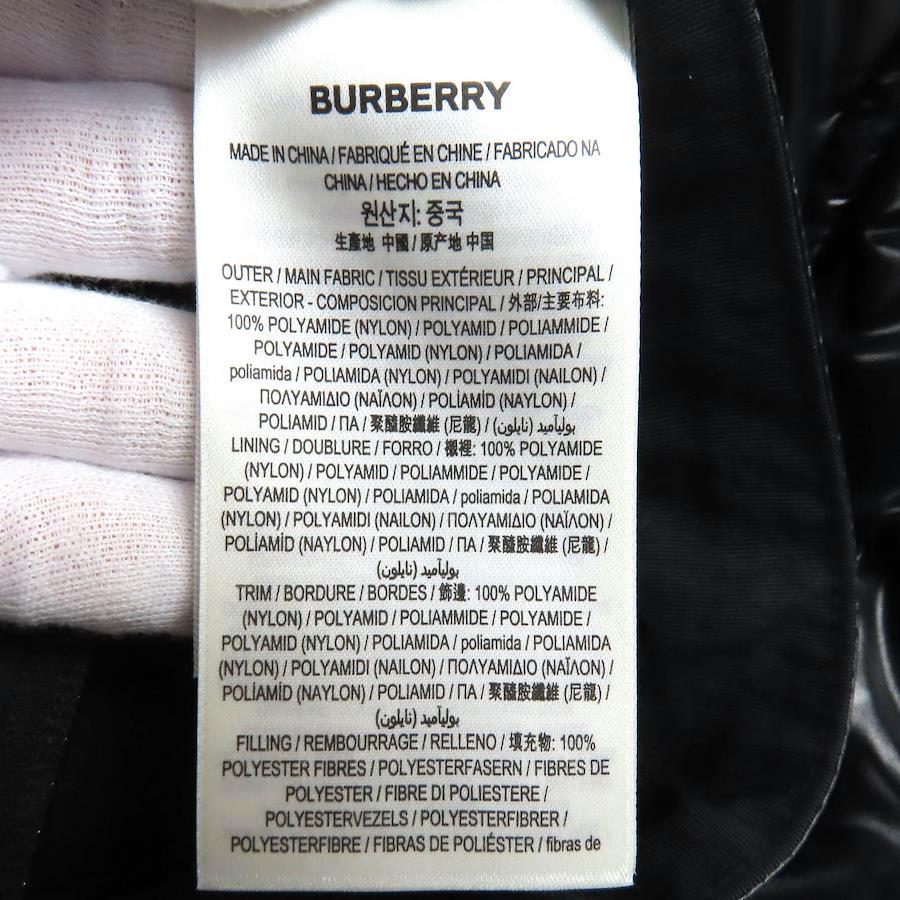 BURBERRY
MADE IN CHINA / FABRIQUÉ EN CHINE / FABRICADO NA
CHINA / HECHO EN CHINA
원산지: 중국
生產地 中國 / 原产地 中国
OUTER / MAIN FABRIC / TISSU EXTÉRIEUR / PRINCIPAL /
EXTERIOR - COMPOSICION PRINCIPAL / 外部/主要布料:
100% POLYAMIDE (NYLON) / POLYAMID / POLIAMMIDE /
POLYAMIDE / POLYAMID (NYLON) / POLIAMIDA /
poliamida / POLIAMIDA (NYLON) / POLYAMIDI (NAILON) /
ΠΟΛΥΑΜΙΔΙΟ (ΝΑΪΛΟΝ) / POLİAMİD (NAYLON) /
POLIAMID / ПА / 聚醯胺纖維 (尼龍) / بولياميد (نايلون)
LINING / DOUBLURE / FORRO / 襯裡: 100% POLYAMIDE
(NYLON) / POLYAMID / POLIAMMIDE / POLYAMIDE /
POLYAMID (NYLON) / POLIAMIDA / poliamida / POLIAMIDA
(NYLON) / POLYAMIDI (NAILON) / ΠΟΛΥΑΜΙΔΙΟ (ΝΑΪΛΟΝ) /
POLİAMİD (NAYLON) / POLIAMID / ПА / 聚醯胺纖維 (尼龍) /
بولياميد (نايلون)
TRIM / BORDURE / BORDES / 飾邊: 100% POLYAMIDE
(NYLON) / POLYAMID / POLIAMMIDE / POLYAMIDE /
POLYAMID (NYLON) / POLIAMIDA / poliamida / POLIAMIDA
(NYLON) / POLYAMIDI (NAILON) / ΠΟΛΥΑΜΙΔΙΟ (ΝΑΪΛΟΝ) /
POLİAMİD (NAYLON) / POLIAMID / ПА / 聚醯胺纖維 (尼龍) /
بولياميد (نايلون)
FILLING / REMBOURRAGE / RELLENO / 填充物: 100%
POLYESTER FIBRES / POLYESTERFASERN / FIBRES DE
POLYESTER / FIBRE DI POLIESTERE /
POLYESTERVEZELS / POLYESTERFIBRER /
POLYESTERFIBRE / FIBRAS DE POLIÉSTER / fibras de